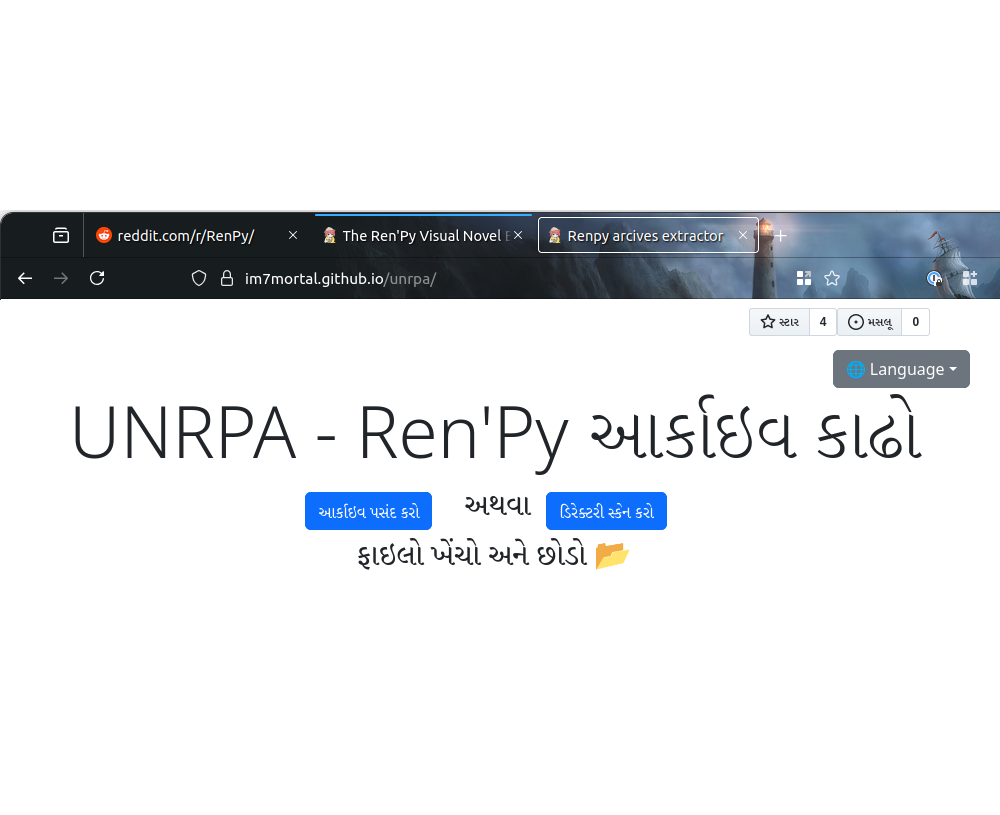 reddit.com/r/RenPy/
The Ren'Py Visual Novel
Renpy arcives extractor
im7mortal.github.io/unrpa/
સ્ટાર 4 મસલૂ 0
🌐 Language
UNRPA - Ren'Py આર્કાઇવ કાઢો
આર્કાઇવ પસંદ કરો અથવા ડિરેક્ટરી સ્કેન કરો
ફાઇલો ખેંચો અને છોડો 📂